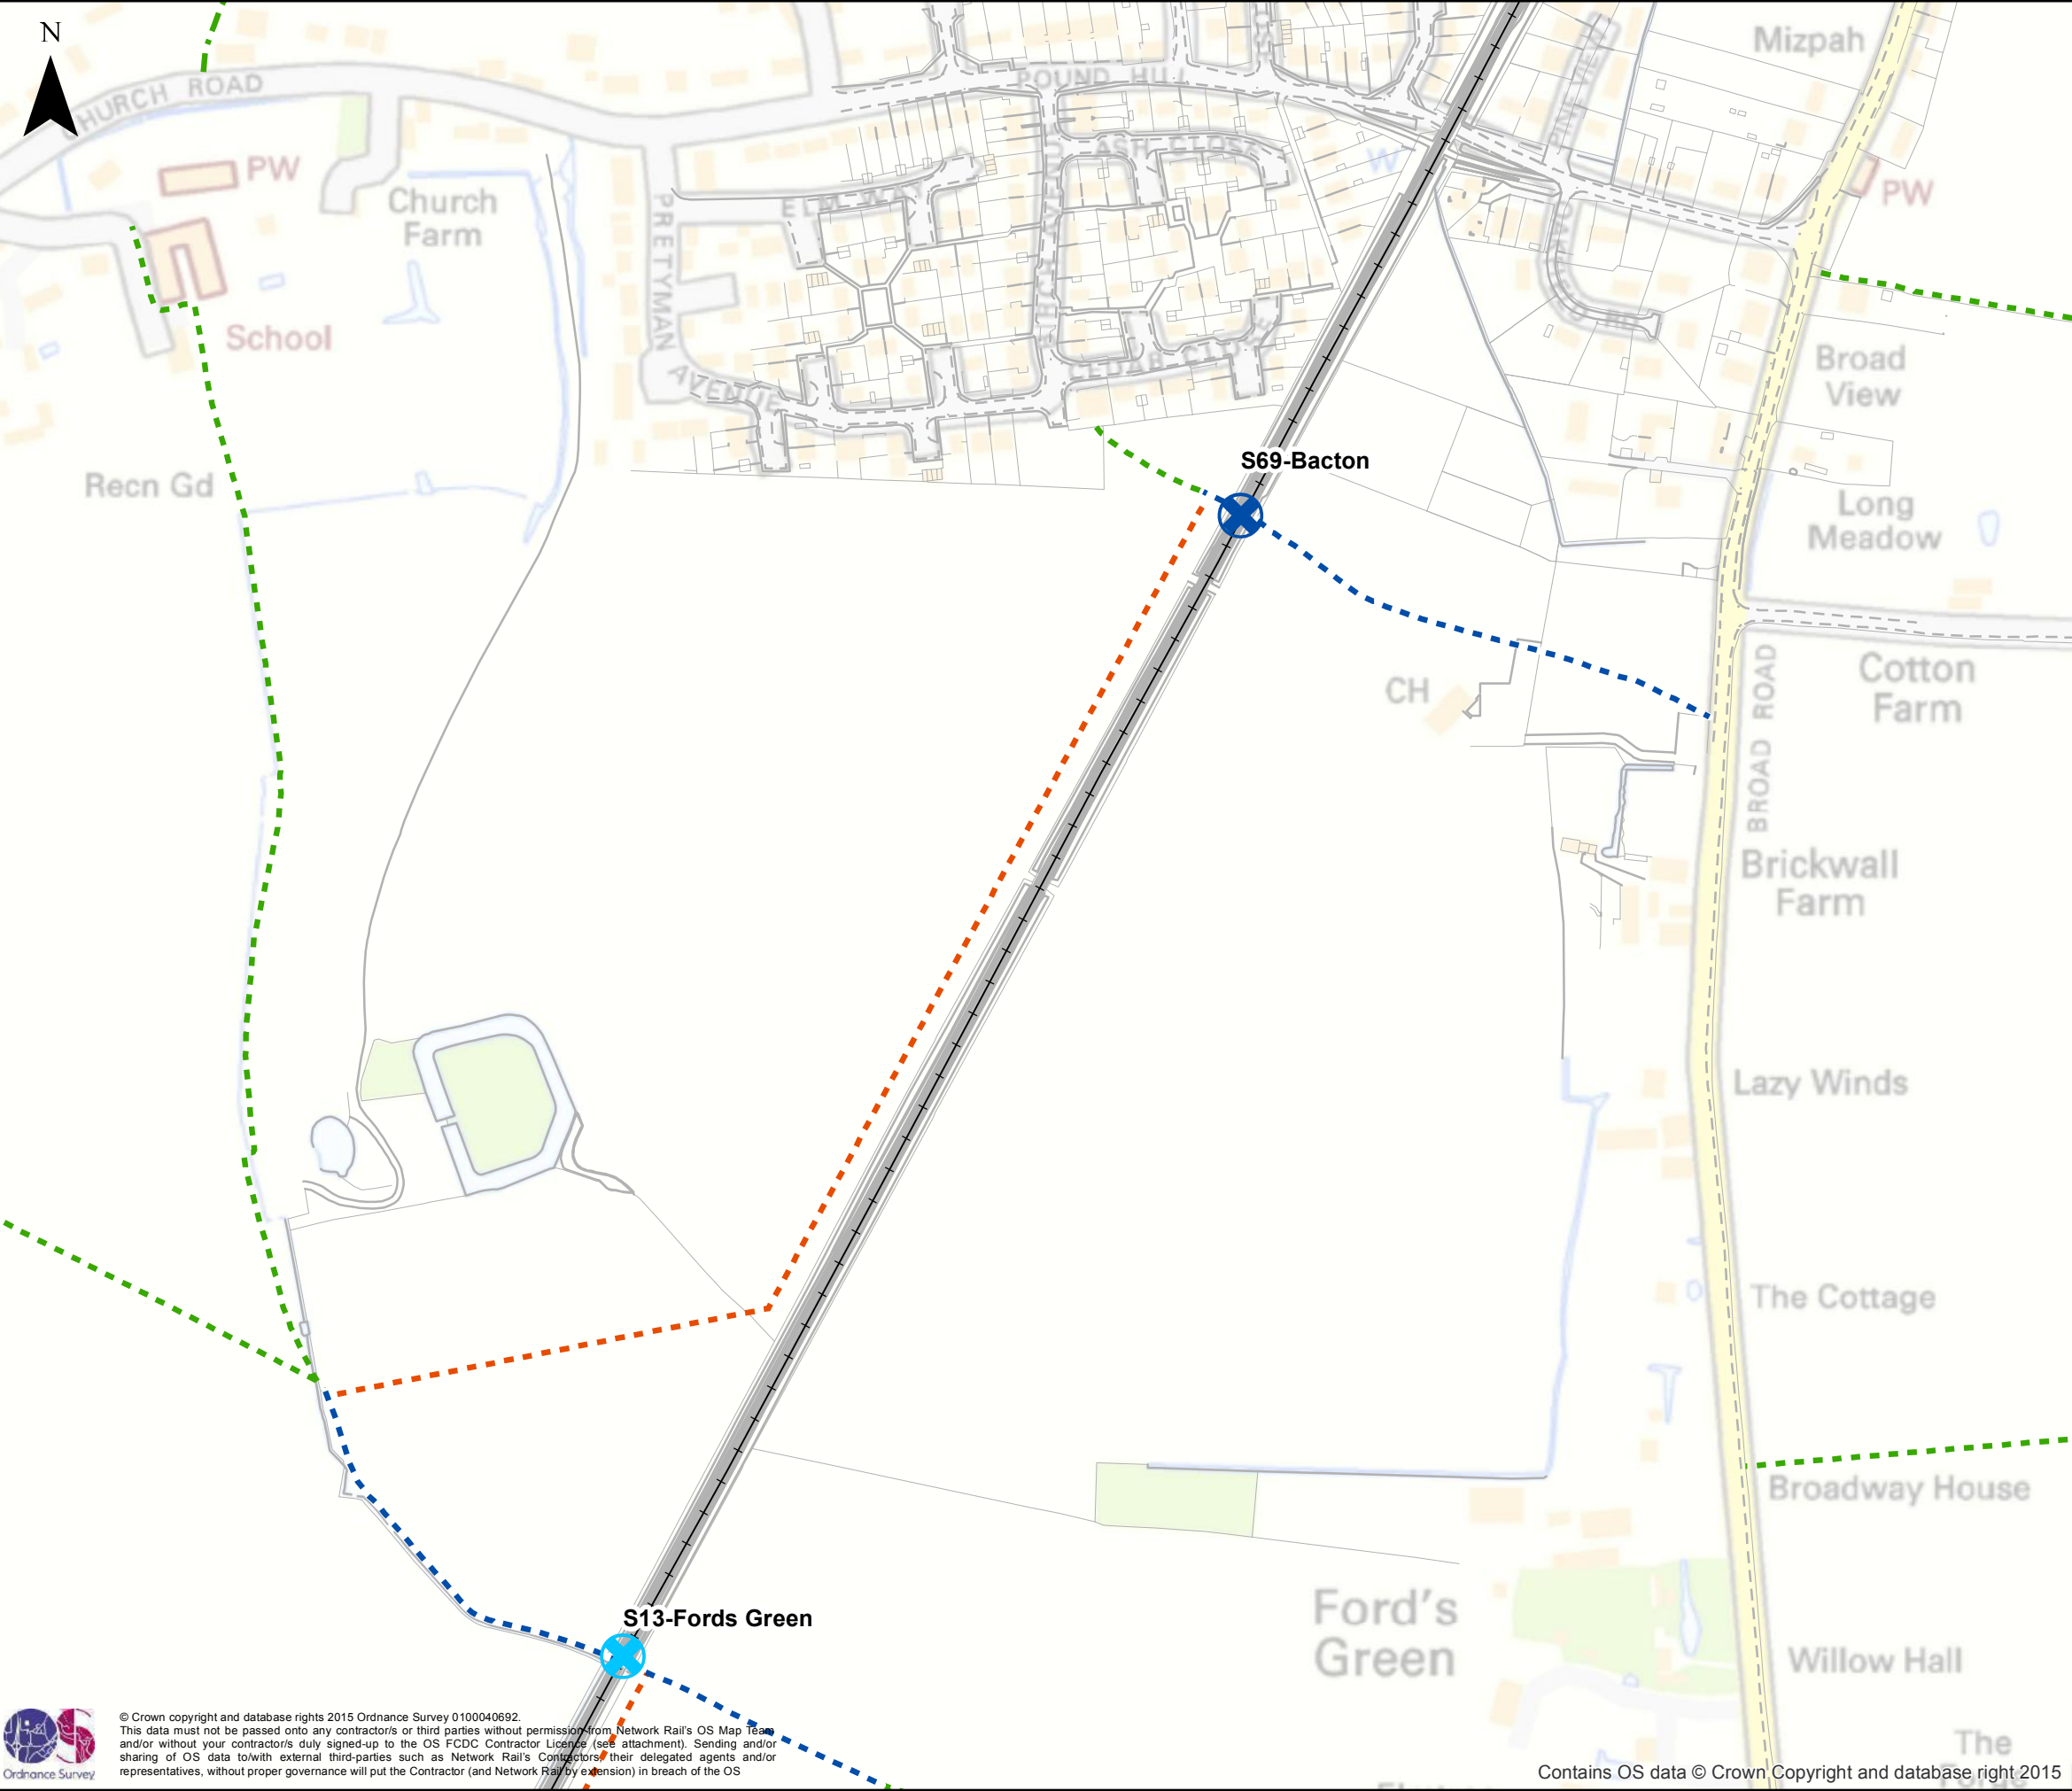 N
Mizpah
HURCH ROAD
POUND HILL
PW
ASH CLOSE
W
Church
Farm
PW
ELM WAY
PRETYMAN
School
Broad
View
CEDAR CLOSE
AVENUE
S69-Bacton
Recn Gd
Long
Meadow
CH
Cotton
Farm
BROAD ROAD
BROAD ROAD
Brickwall
Farm
Lazy Winds
The Cottage
Broadway House
Ford's
Green
S13-Fords Green
Willow Hall
The
© Crown copyright and database rights 2015 Ordnance Survey 0100040692.
This data must not be passed onto any contractor/s or third parties without permission from Network Rail's OS Map Team
and/or without your contractor/s duly signed-up to the OS FCDC Contractor Licence (see attachment). Sending and/or
sharing of OS data to/with external third-parties such as Network Rail's Contractors, their delegated agents and/or
representatives, without proper governance will put the Contractor (and Network Rail by extension) in breach of the OS
Ordnance Survey
Contains OS data © Crown Copyright and database right 2015